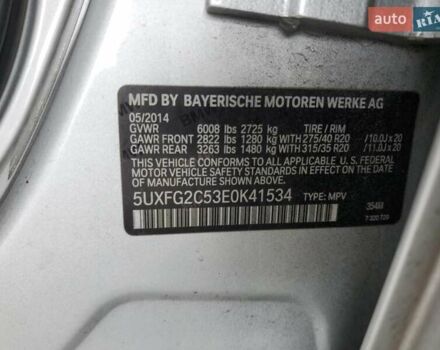 auto RIA
MFD BY BAYERISCHE MOTOREN WERKE AG
05/2014
GVWR 6008 lbs 2725 kg TIRE / RIM
GAWR FRONT 2822 lbs 1280 kg WITH 275/40 R20 /10.0J x 20
GAWR REAR 3263 lbs 1480 kg WITH 315/35 R20 /11.0J x 20
THIS VEHICLE CONFORMS TO ALL APPLICABLE U.S. FEDERAL
MOTOR VEHICLE SAFETY STANDARDS IN EFFECT ON THE DATE OF
MANUFACTURE SHOWN ABOVE.
5UXFG2C53E0K41534 TYPE: MPV